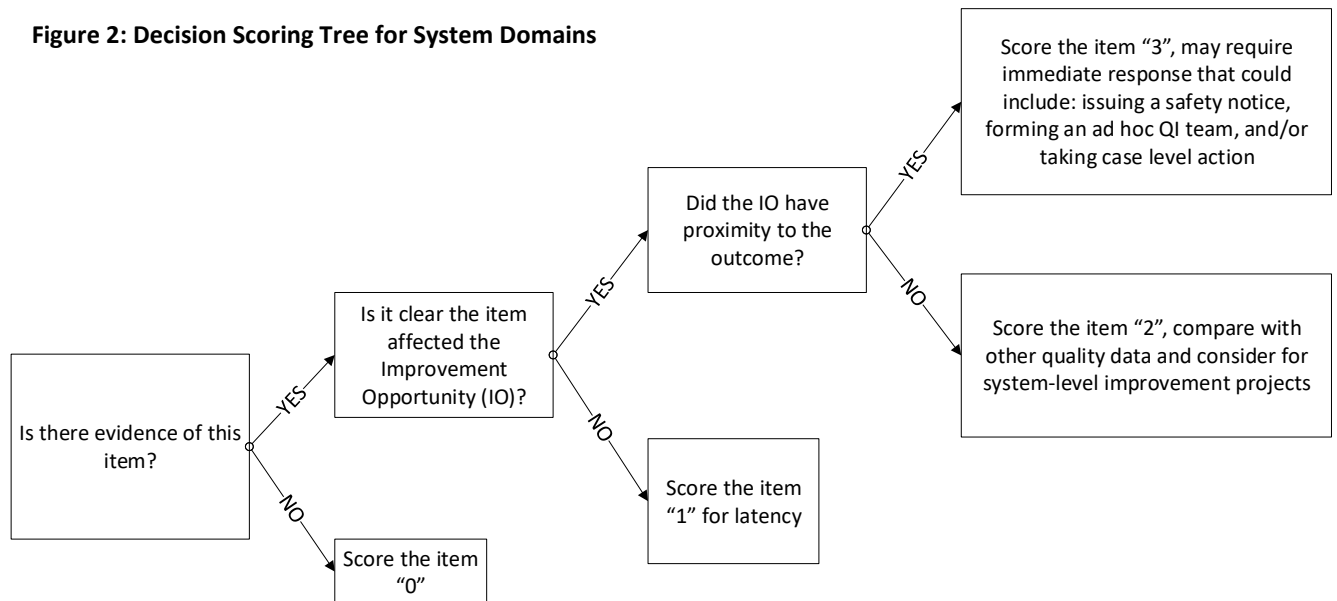 Figure 2: Decision Scoring Tree for System Domains
Is there evidence of this
item?
YES
NO
Score the item
“0”
Is it clear the item
affected the
Improvement
Opportunity (IO)?
YES
NO
Score the item
“1” for latency
Did the IO have
proximity to the
outcome?
YES
NO
Score the item “3”, may require
immediate response that could
include: issuing a safety notice,
forming an ad hoc QI team, and/or
taking case level action
Score the item “2”, compare with
other quality data and consider for
system-level improvement projects